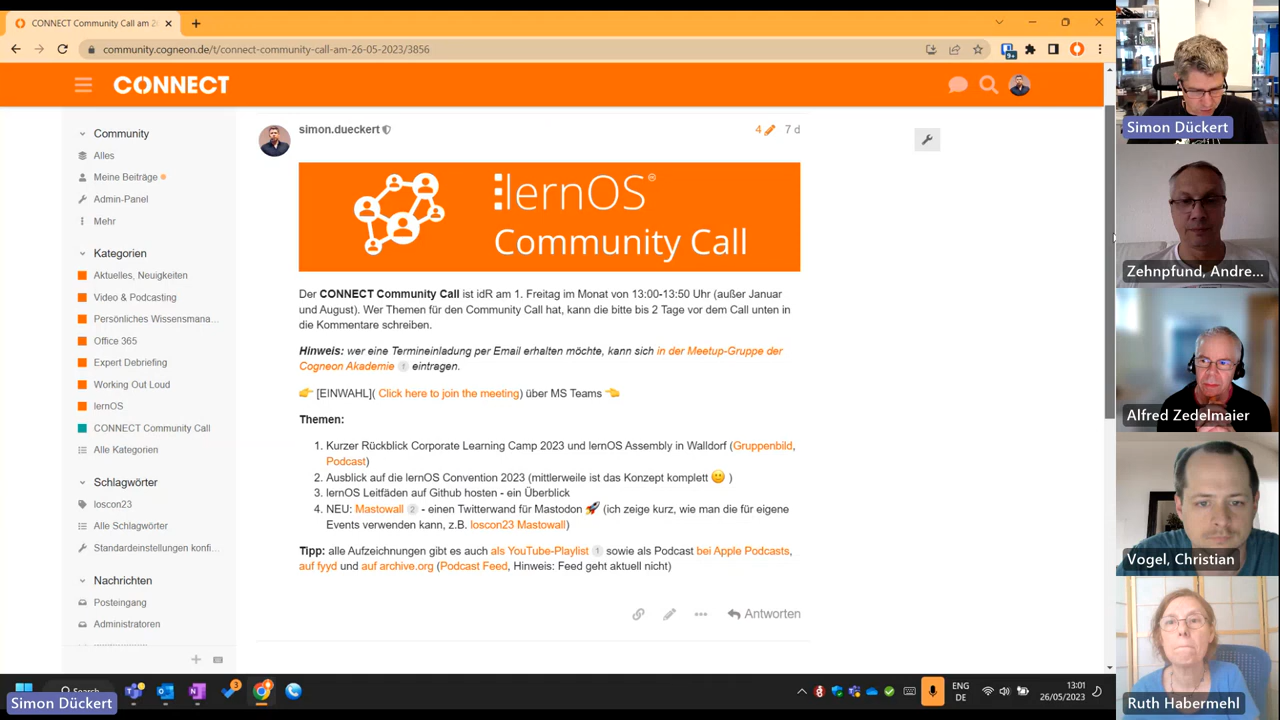 CONNECT Community Call am 26
community.cogneon.de/t/connect-community-call-am-26-05-2023/3856
9+
CONNECT
Community
Alles
Meine Beiträge
Admin-Panel
Mehr
Kategorien
Aktuelles, Neuigkeiten
Video & Podcasting
Persönliches Wissensmana...
Office 365
Expert Debriefing
Working Out Loud
lernOS
CONNECT Community Call
Alle Kategorien
Schlagwörter
loscon23
Alle Schlagwörter
Standardeinstellungen konfi...
Nachrichten
Posteingang
Administratoren
simon.dueckert
4
7 d
lernOS®
Community Call
Der CONNECT Community Call ist idR am 1. Freitag im Monat von 13:00-13:50 Uhr (außer Januar
und August). Wer Themen für den Community Call hat, kann die bitte bis 2 Tage vor dem Call unten in
die Kommentare schreiben.
Hinweis: wer eine Termineinladung per Email erhalten möchte, kann sich in der Meetup-Gruppe der
Cogneon Akademie 1 eintragen.
👉 [EINWAHL]( Click here to join the meeting) über MS Teams 👈
Themen:
1. Kurzer Rückblick Corporate Learning Camp 2023 und lernOS Assembly in Walldorf (Gruppenbild,
Podcast)
2. Ausblick auf die lernOS Convention 2023 (mittlerweile ist das Konzept komplett 🙂 )
3. lernOS Leitfäden auf Github hosten - ein Überblick
4. NEU: Mastowall 2 - einen Twitterwand für Mastodon 🚀 (ich zeige kurz, wie man die für eigene
Events verwenden kann, z.B. loscon23 Mastowall)
Tipp: alle Aufzeichnungen gibt es auch als YouTube-Playlist 1 sowie als Podcast bei Apple Podcasts,
auf fyyd und auf archive.org (Podcast Feed, Hinweis: Feed geht aktuell nicht)
Antworten
Simon Dückert
Zehnpfund, Andre...
Alfred Zedelmaier
Vogel, Christian
Ruth Habermehl
Simon Dückert
Search
3
ENG
DE
13:01
26/05/2023